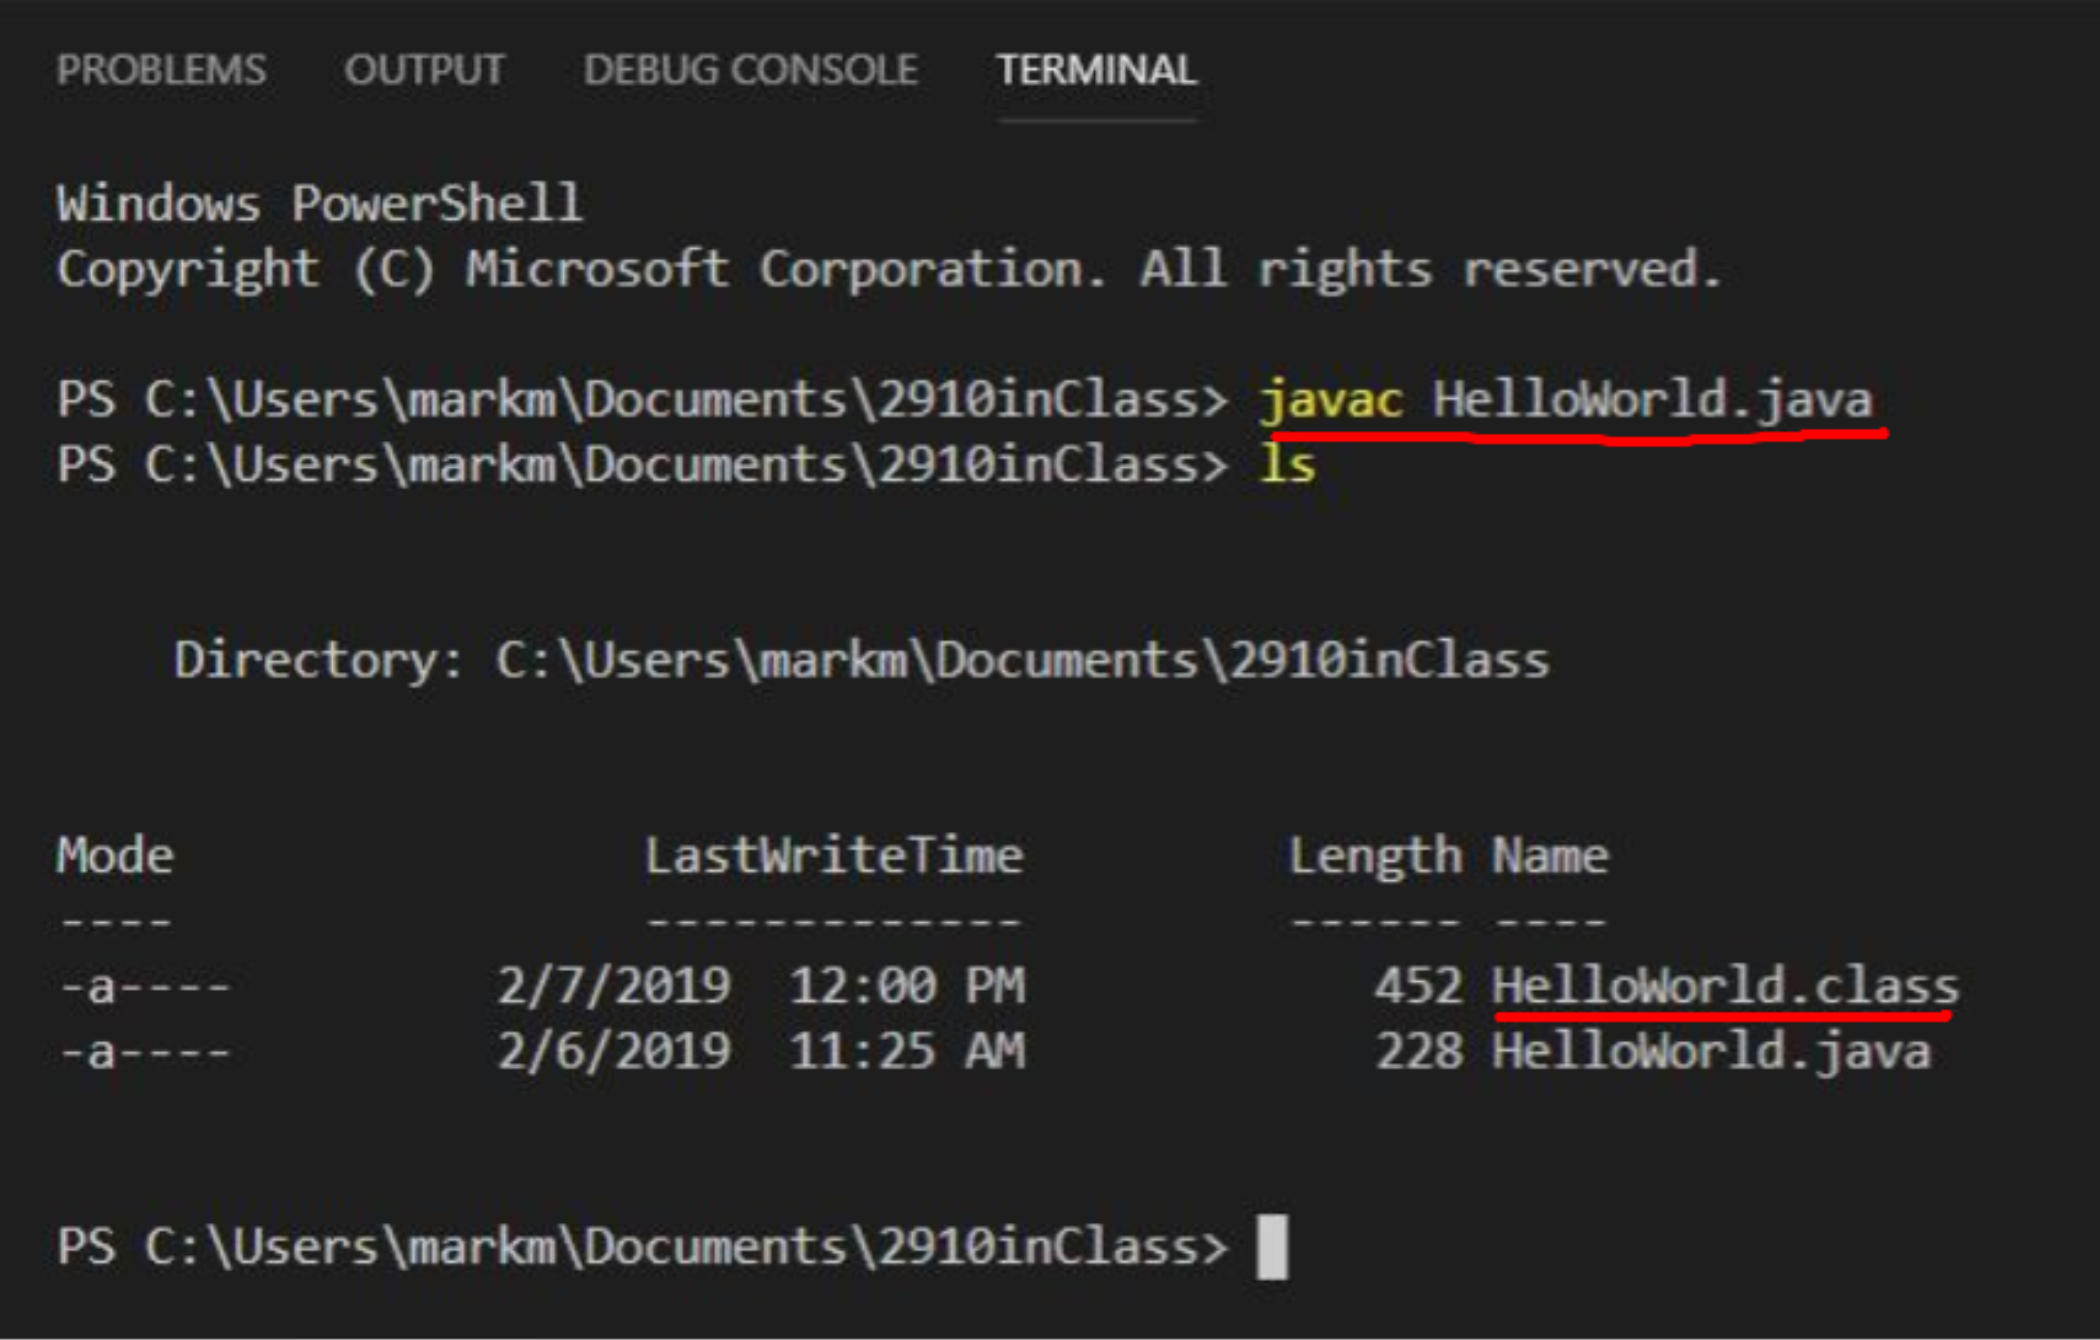 PROBLEMS OUTPUT DEBUG CONSOLE TERMINAL
Windows PowerShell
Copyright (C) Microsoft Corporation. All rights reserved.
PS C:\Users\markm\Documents\2910inClass> javac HelloWorld.java
PS C:\Users\markm\Documents\2910inClass> ls
Directory: C:\Users\markm\Documents\2910inClass
Mode LastWriteTime Length Name
---- ------------- ------ ----
-a---- 2/7/2019 12:00 PM 452 HelloWorld.class
-a---- 2/6/2019 11:25 AM 228 HelloWorld.java
PS C:\Users\markm\Documents\2910inClass>